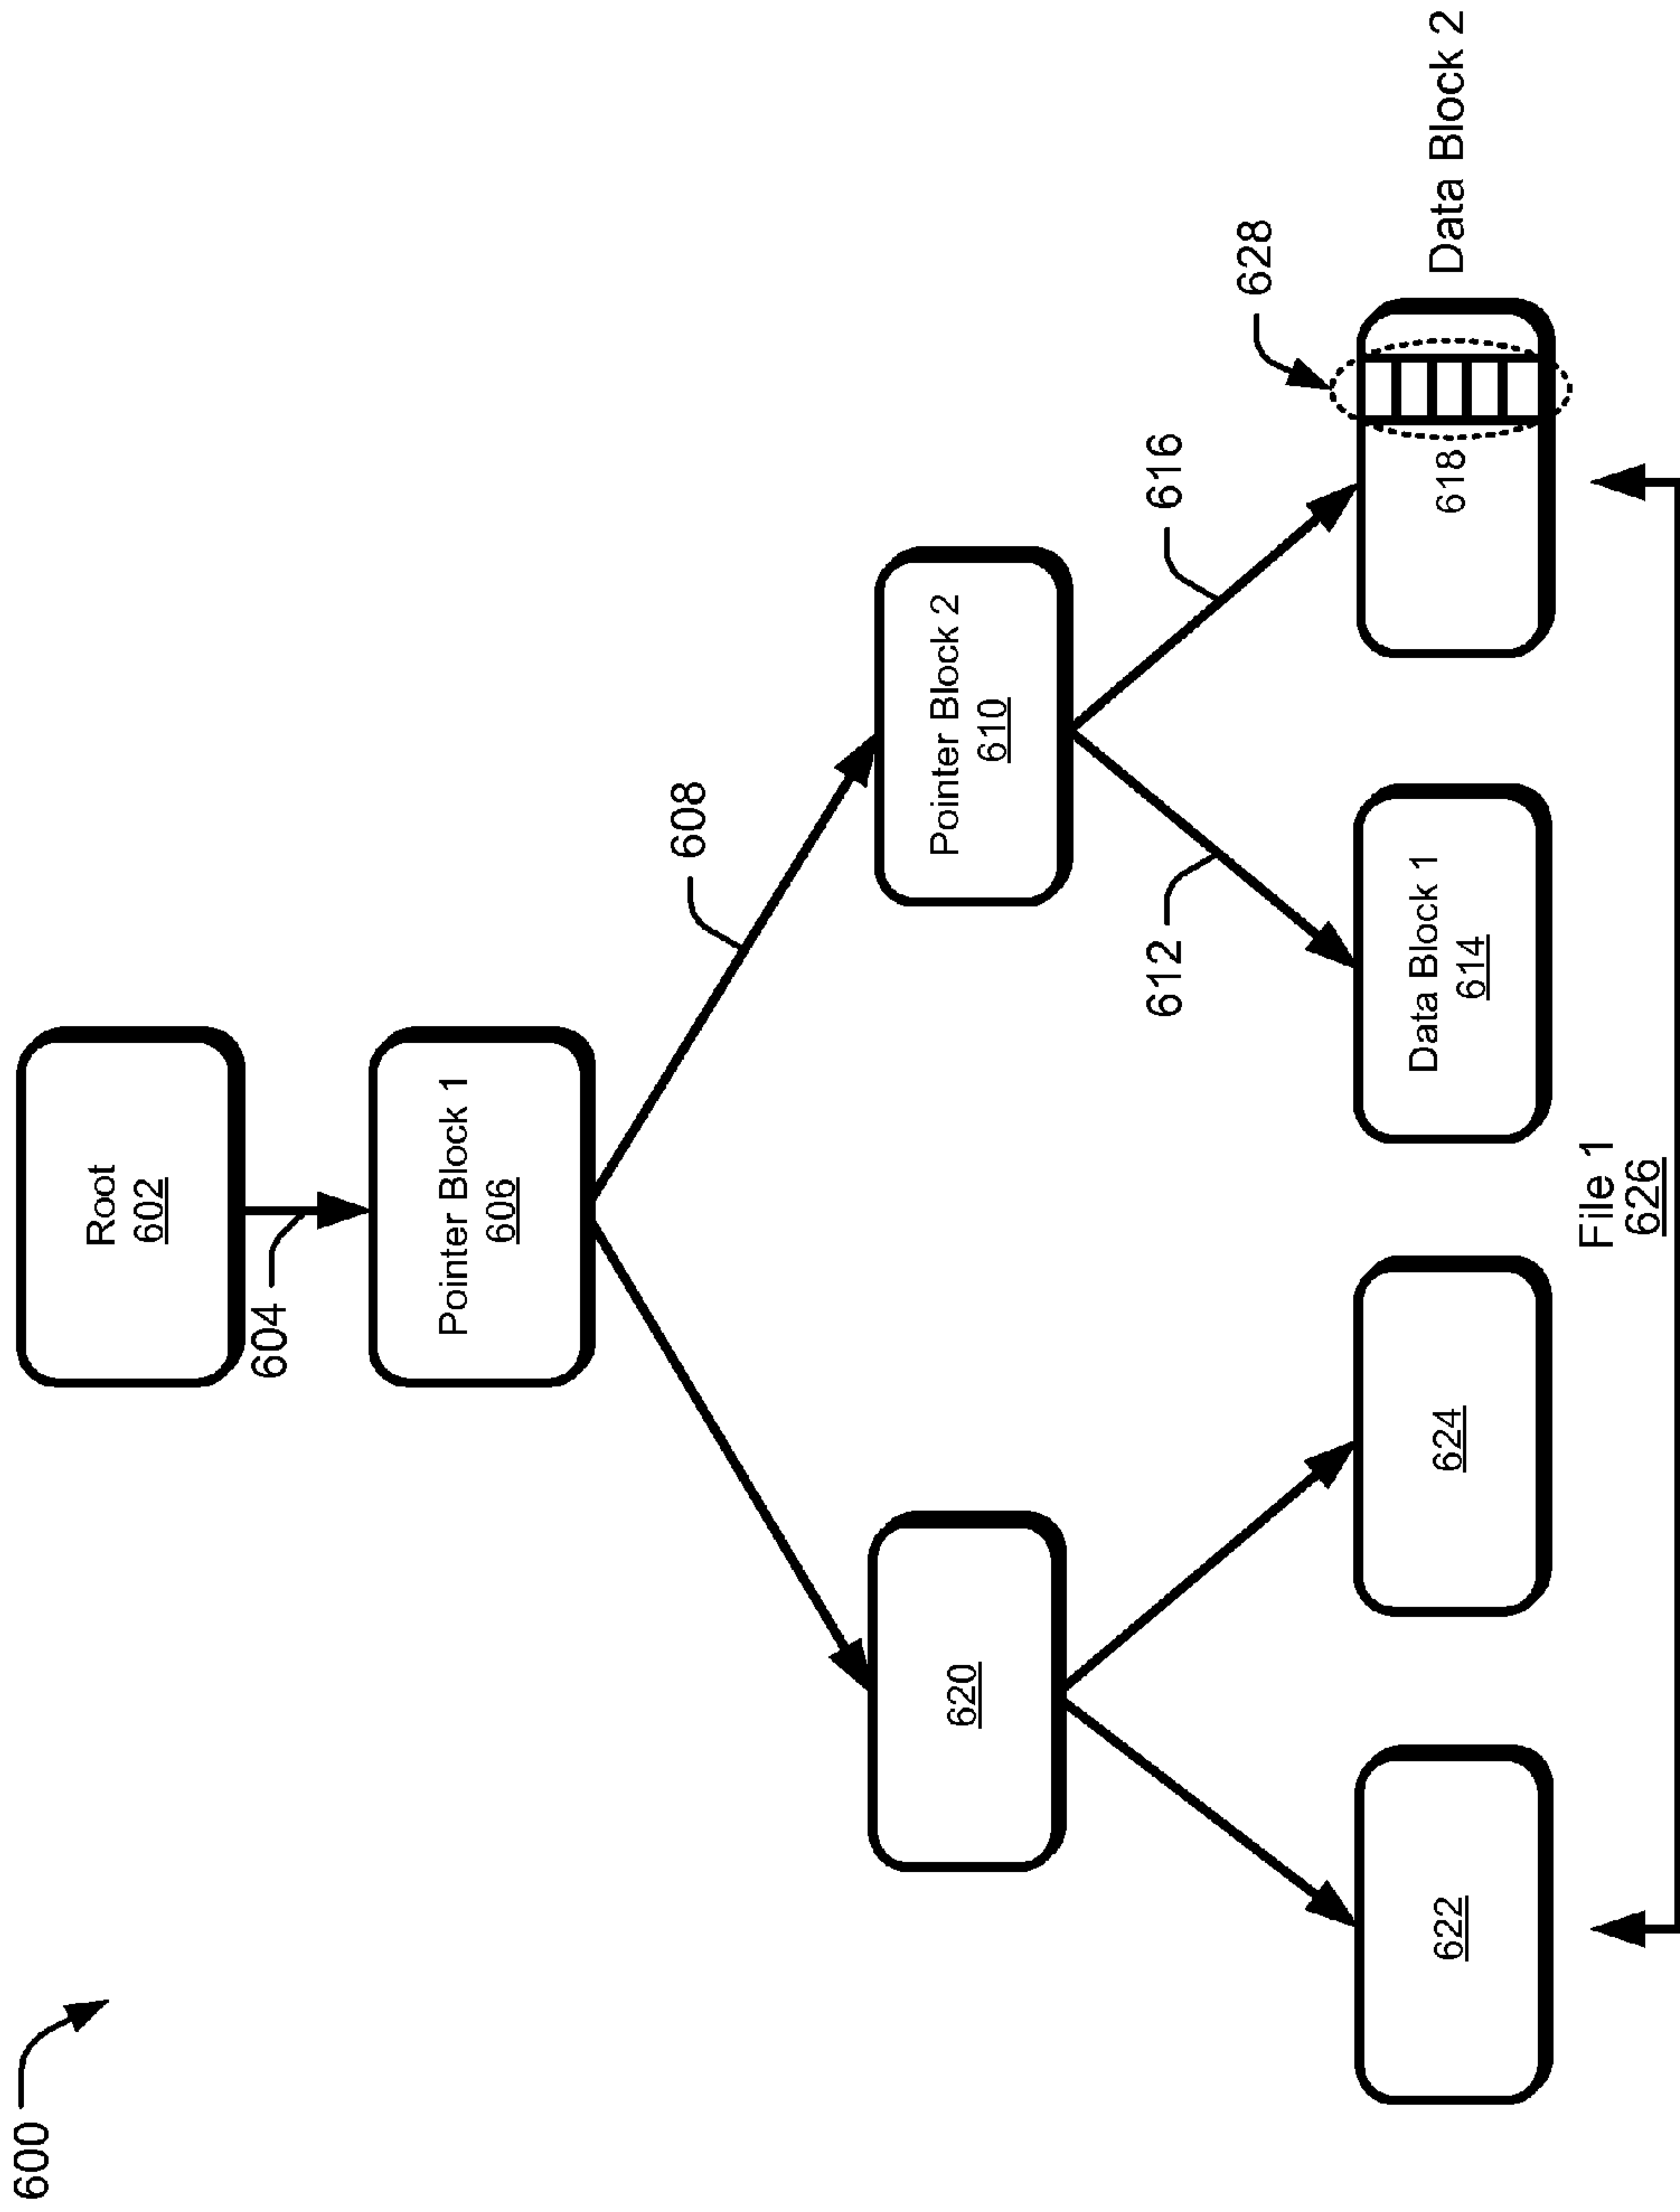 600
Root
602
604
Pointer Block 1
606
608
620
Pointer Block 2
610
612
616
628
622
624
Data Block 1
614
618
Data Block 2
File 1
626